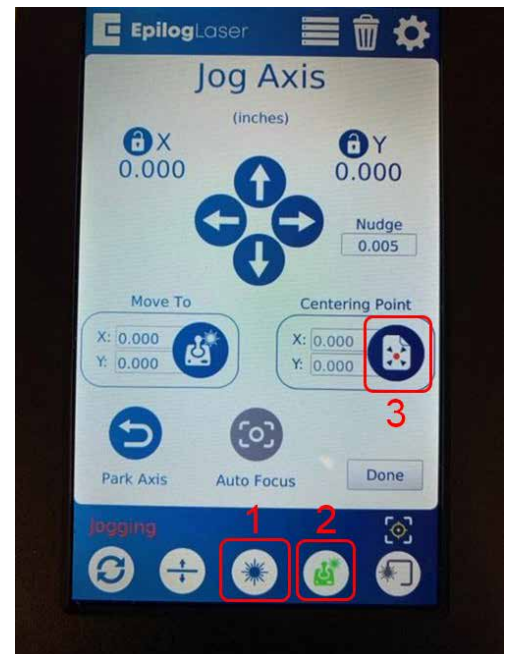 EpilogLaser
Jog Axis
(inches)
X
0.000
Y
0.000
Nudge
0.005
Move To
X: 0.000
Y: 0.000
Centering Point
X: 0.000
Y: 0.000
3
Park Axis
Auto Focus
Done
Jogging
1
2